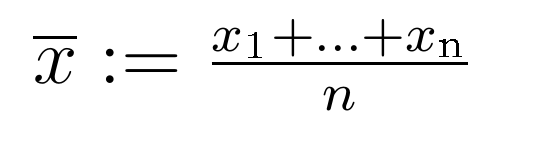 x̅ := (x₁+...+xₙ)/n